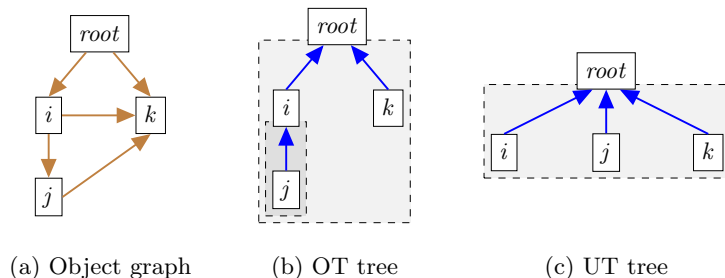 root
i
k
j
(a) Object graph
root
i
k
j
(b) OT tree
root
i
j
k
(c) UT tree